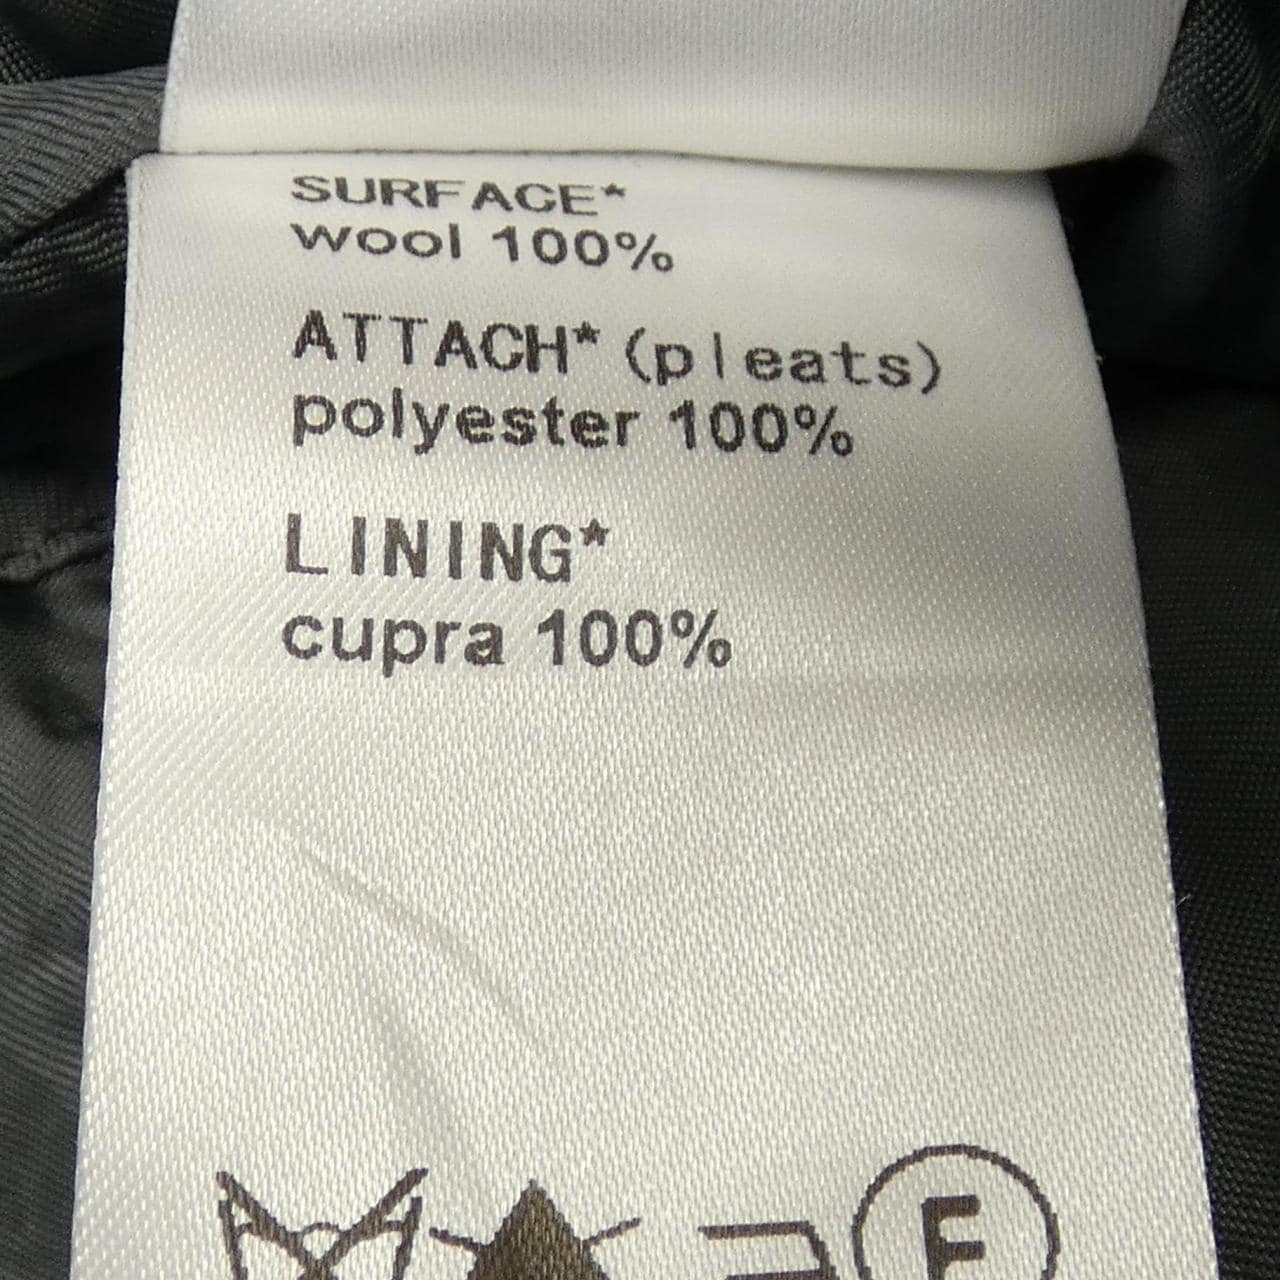 SURFACE*
wool 100%
ATTACH* (pleats)
polyester 100%
LINING*
cupra 100%
F